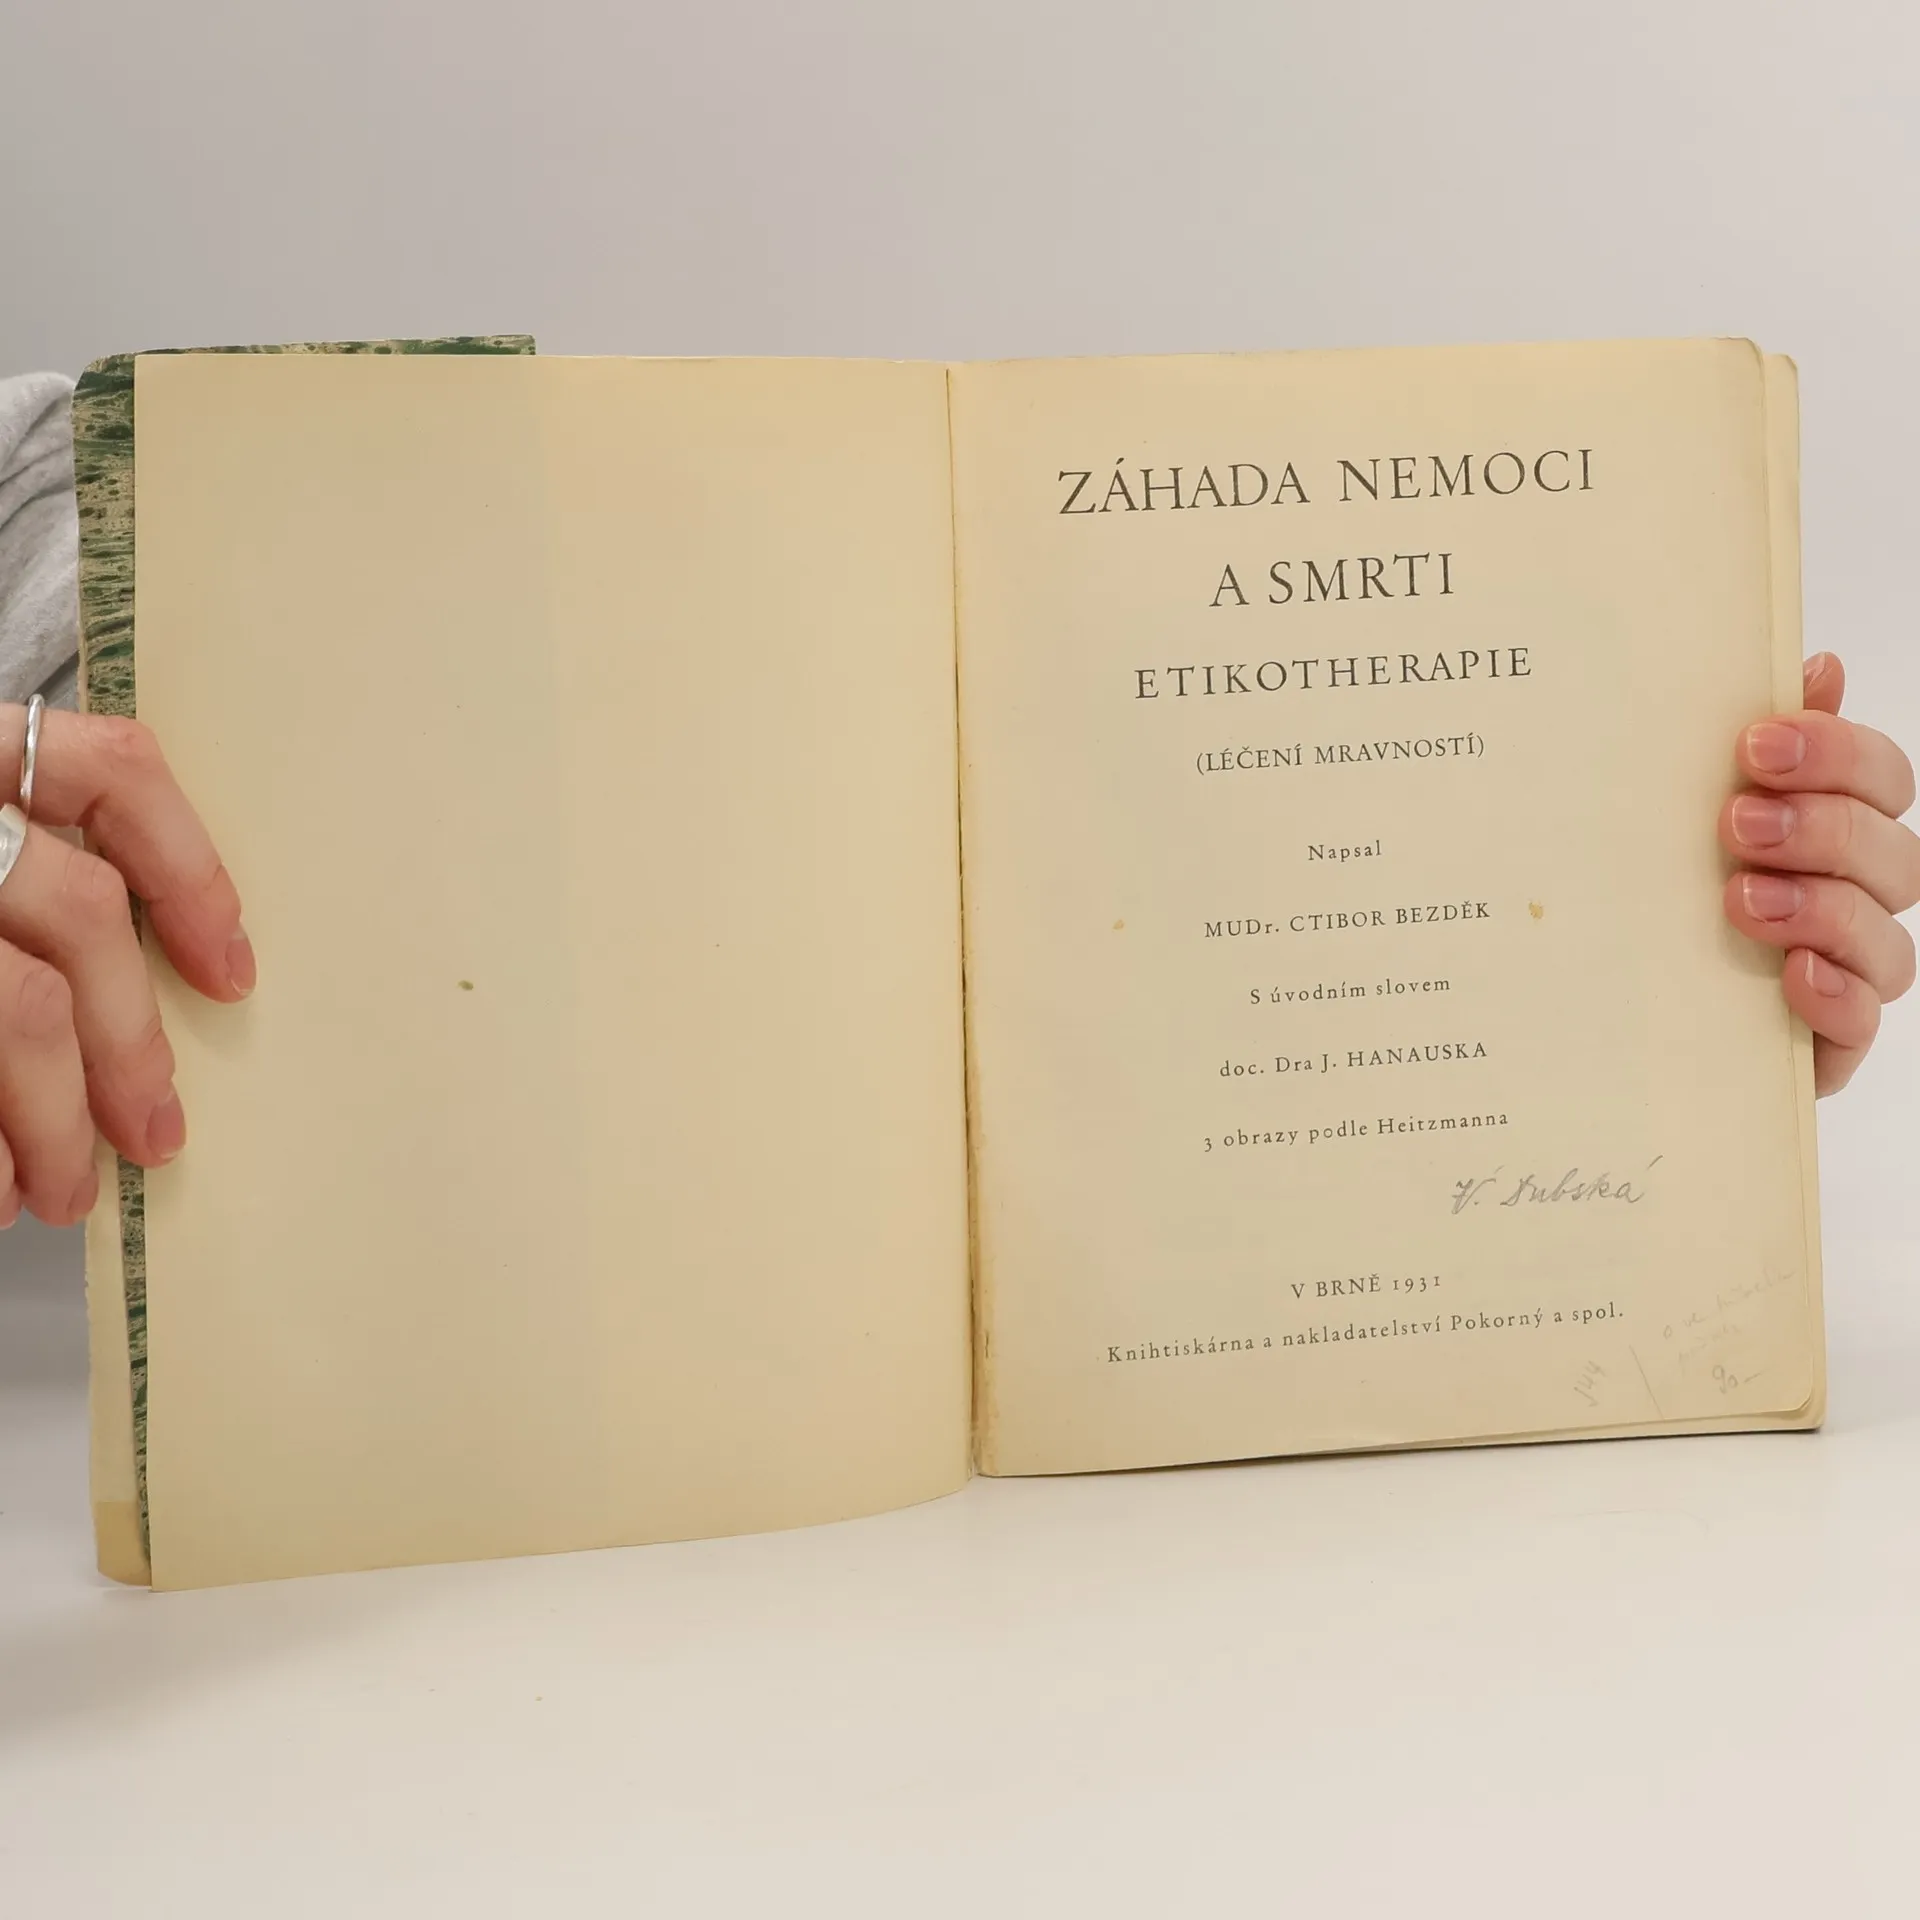 ZÁHADA NEMOCI
A SMRTI
ETIKOTHERAPIE
(LÉČENÍ MRAVNOSTÍ)
Napsal
MUDr. CTIBOR BEZDĚK
S úvodním slovem
doc. Dra J. HANAUSKA
3 obrazy podle Heitzmanna
V. Dubská
V BRNĚ 1931
Knihtiskárna a nakladatelství Pokorný a spol.
90–